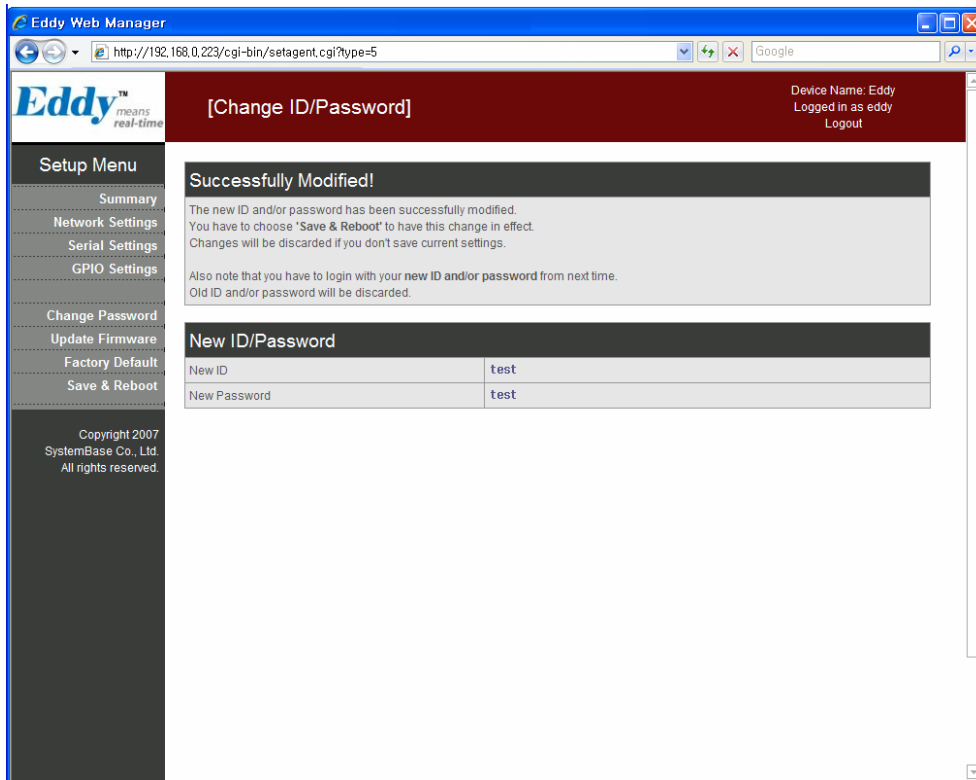 Eddy Web Manager
http://192.168.0.223/cgi-bin/setagent.cgi?type=5
Google
Eddy™
means
real-time
[Change ID/Password]
Device Name: Eddy
Logged in as eddy
Logout
Setup Menu
Summary
Network Settings
Serial Settings
GPIO Settings
Change Password
Update Firmware
Factory Default
Save & Reboot
Copyright 2007
SystemBase Co., Ltd.
All rights reserved.
Successfully Modified!
The new ID and/or password has been successfully modified.
You have to choose 'Save & Reboot' to have this change in effect.
Changes will be discarded if you don't save current settings.
Also note that you have to login with your new ID and/or password from next time.
Old ID and/or password will be discarded.
New ID/Password
New ID test
New Password test